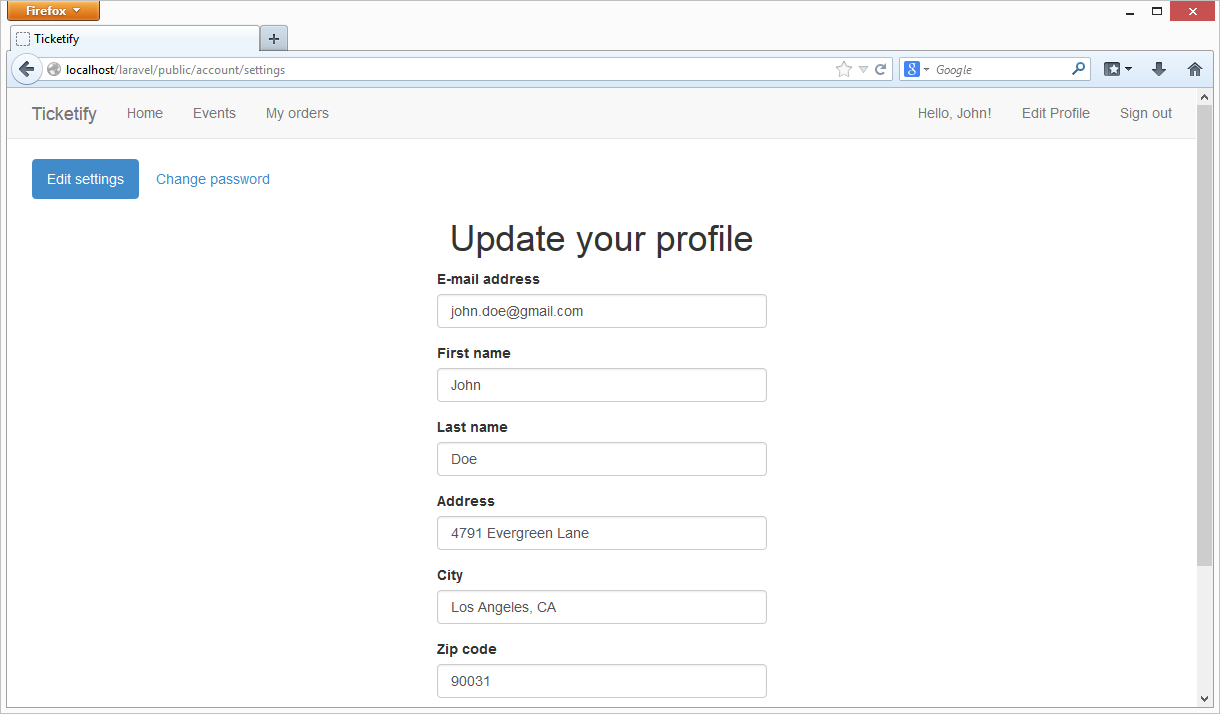 Firefox
Ticketify
localhost/laravel/public/account/settings
Google
Ticketify Home Events My orders Hello, John! Edit Profile Sign out
Edit settings Change password
Update your profile
E-mail address
john.doe@gmail.com
First name
John
Last name
Doe
Address
4791 Evergreen Lane
City
Los Angeles, CA
Zip code
90031